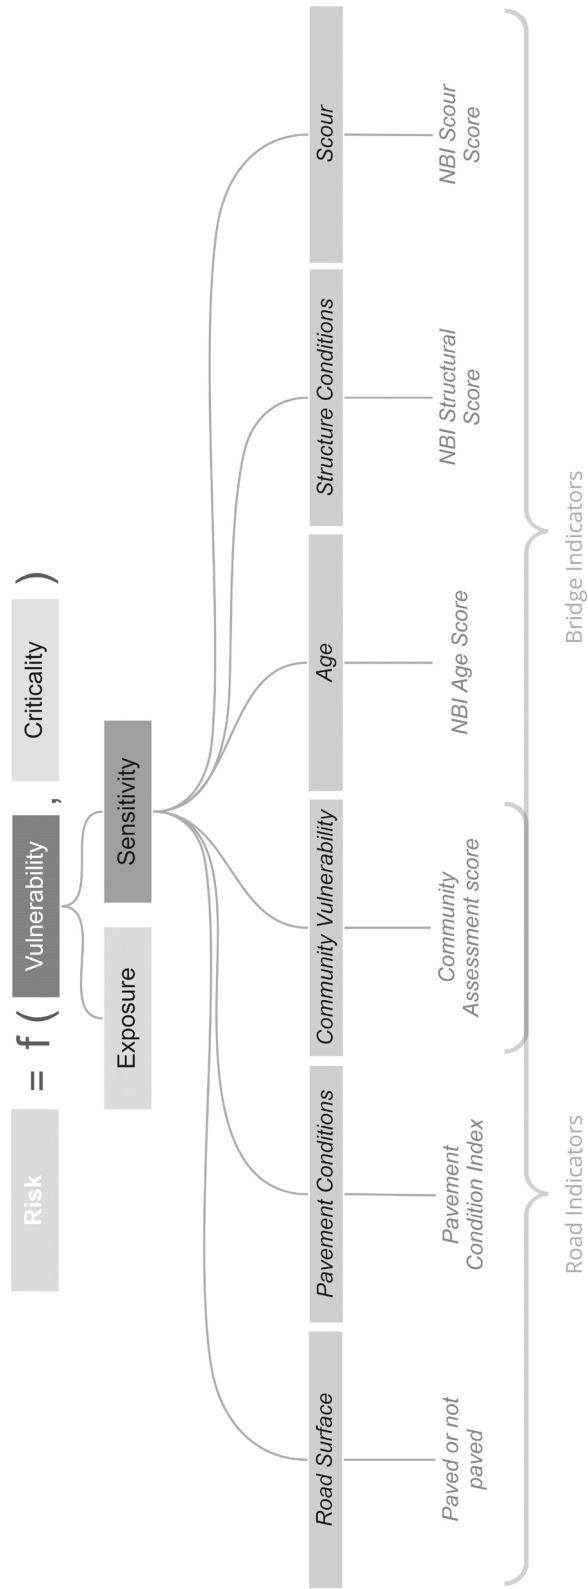 Risk = f ( Vulnerability , Criticality )
Exposure
Sensitivity
Road Surface
Pavement Conditions
Community Vulnerability
Age
Structure Conditions
Scour
Paved or not
paved
Pavement
Condition Index
Community
Assessment score
NBI Age Score
NBI Structural
Score
NBI Scour
Score
Road Indicators
Bridge Indicators